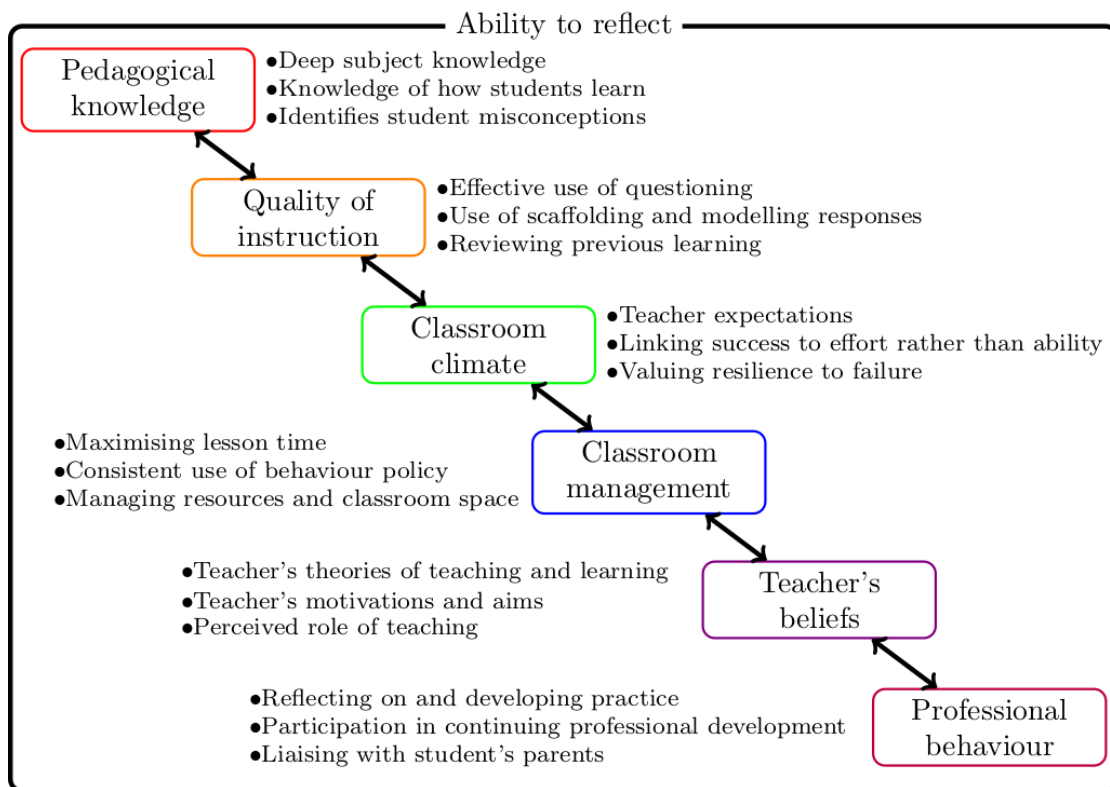 Ability to reflect
Pedagogical
knowledge
•Deep subject knowledge
•Knowledge of how students learn
•Identifies student misconceptions
Quality of
instruction
•Effective use of questioning
•Use of scaffolding and modelling responses
•Reviewing previous learning
Classroom
climate
•Teacher expectations
•Linking success to effort rather than ability
•Valuing resilience to failure
•Maximising lesson time
•Consistent use of behaviour policy
•Managing resources and classroom space
Classroom
management
•Teacher's theories of teaching and learning
•Teacher's motivations and aims
•Perceived role of teaching
Teacher's
beliefs
•Reflecting on and developing practice
•Participation in continuing professional development
•Liaising with student's parents
Professional
behaviour